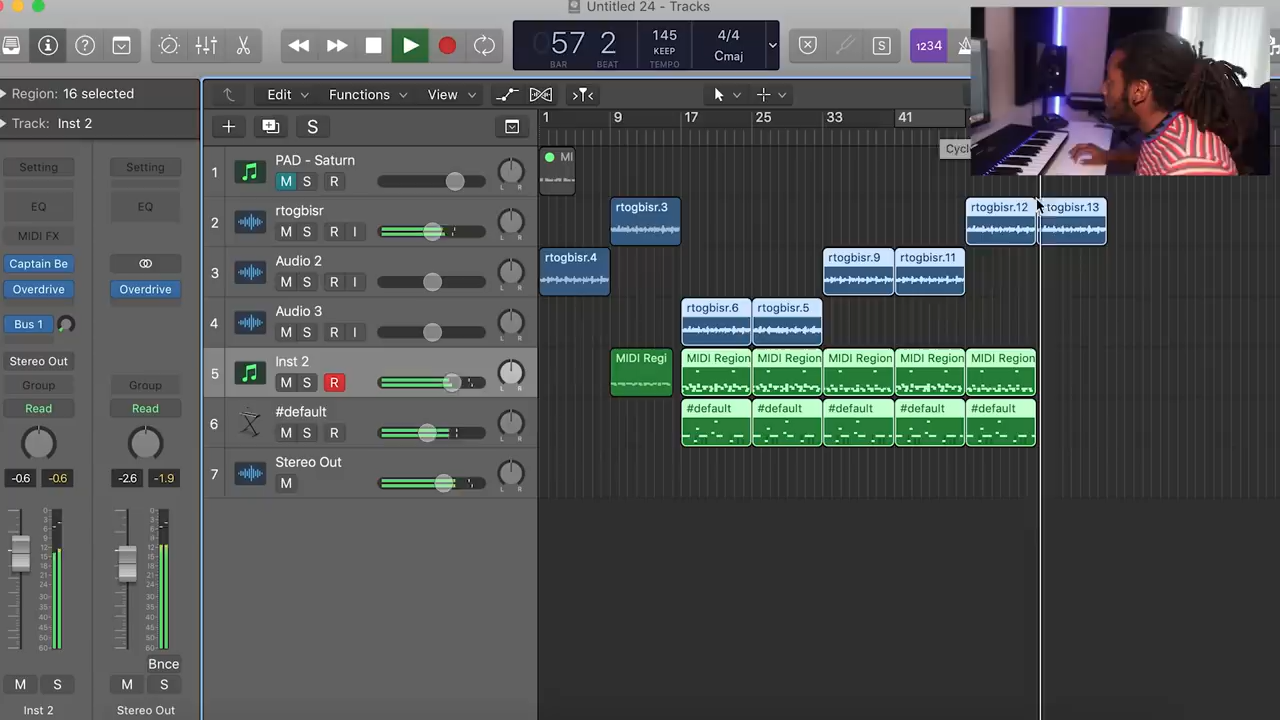 Untitled 24 - Tracks
57 2
BAR BEAT
145
KEEP
TEMPO
4/4
Cmaj
S
1234
Region: 16 selected
Track: Inst 2
Edit Functions View
S
1 9 17 25 33 41
Setting Setting
EQ EQ
MIDI FX
Captain Be
Overdrive Overdrive
Bus 1
Stereo Out
Group Group
Read Read
-0.6 -0.6 -2.6 -1.9
Bnce
M S M S
Inst 2 Stereo Out
1 PAD - Saturn
M S R L R
2 rtogbisr
M S R I L R
3 Audio 2
M S R I L R
4 Audio 3
M S R I L R
5 Inst 2
M S R L R
6 #default
M S R L R
7 Stereo Out
M L R
MI
Cycl
rtogbisr.3 rtogbisr.12 rtogbisr.13
rtogbisr.4 rtogbisr.9 rtogbisr.11
rtogbisr.6 rtogbisr.5
MIDI Regi MIDI Region MIDI Region MIDI Region MIDI Region MIDI Region
#default #default #default #default #default